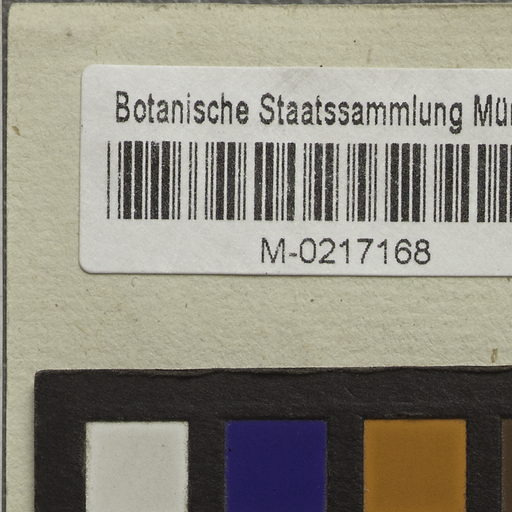 Botanische Staatssammlung
M-0217168